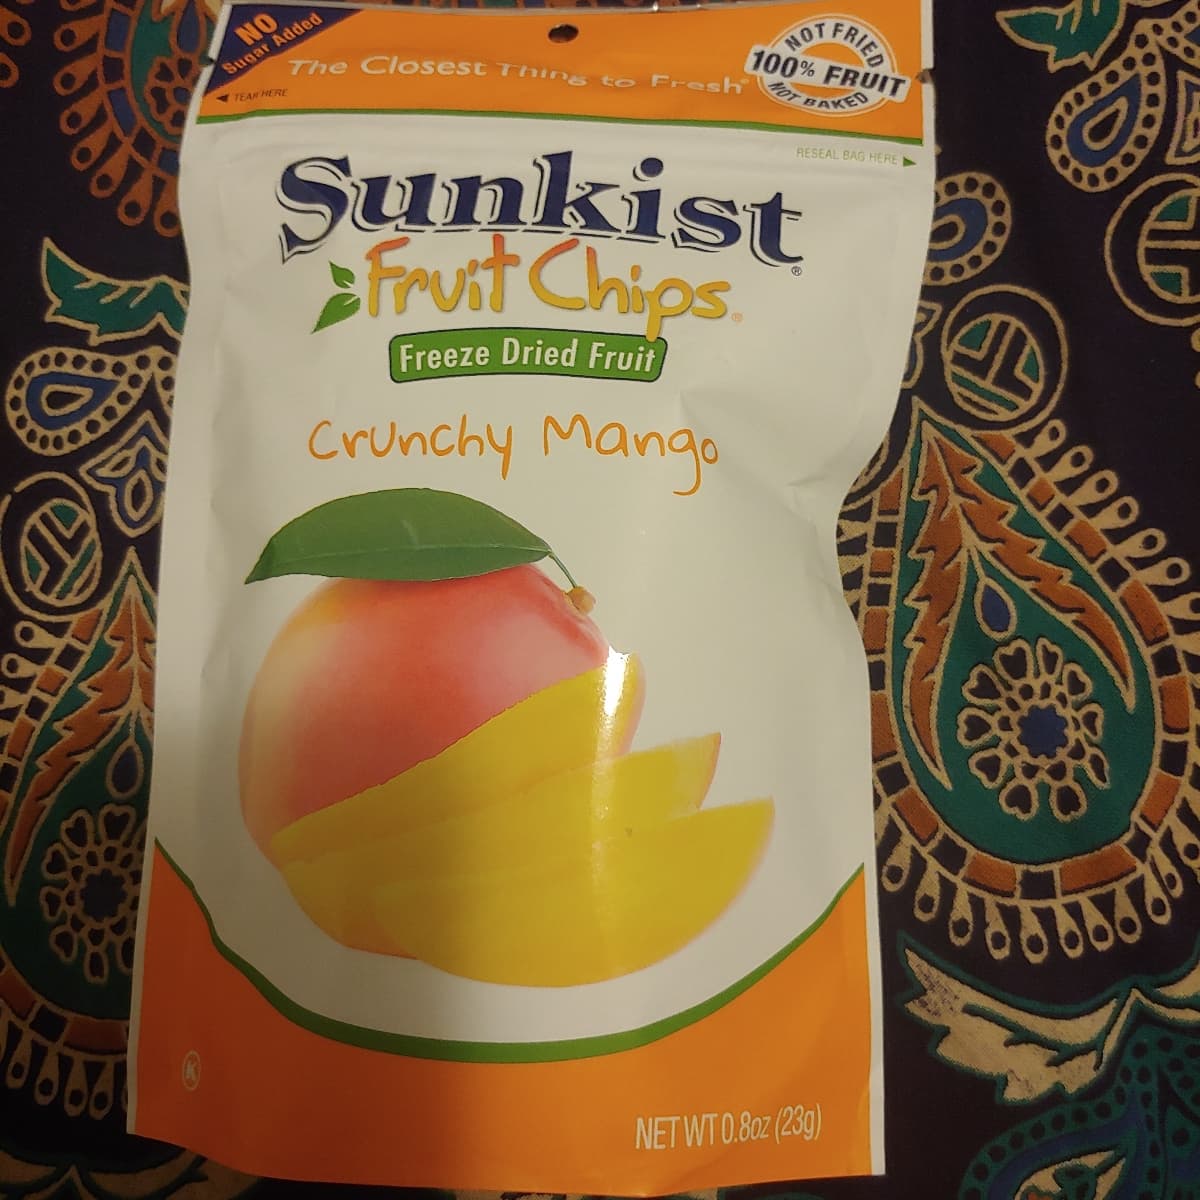 NO
Sugar Added
The Closest Thing to Fresh®
NOT FRIED
100% FRUIT
NOT BAKED
◀ TEAR HERE
RESEAL BAG HERE ▶
Sunkist®
Fruit Chips®
Freeze Dried Fruit
Crunchy Mango
K
NET WT 0.8oz (23g)